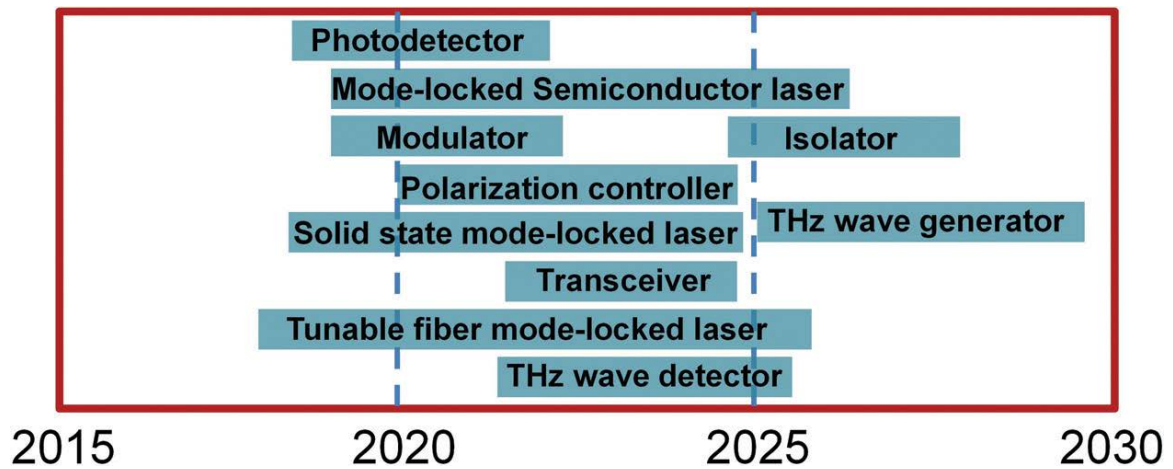 Photodetector
Mode-locked Semiconductor laser
Modulator
Isolator
Polarization controller
THz wave generator
Solid state mode-locked laser
Transceiver
Tunable fiber mode-locked laser
THz wave detector
2015
2020
2025
2030